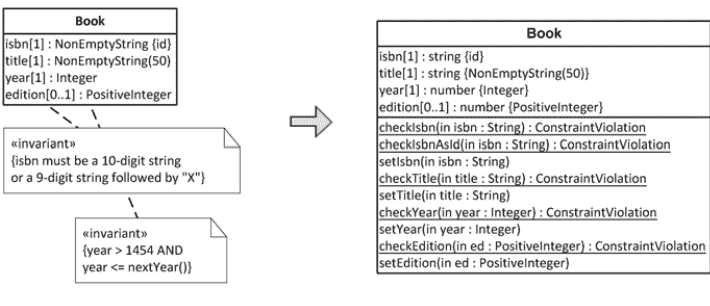 Book
isbn[1] : NonEmptyString {id}
title[1] : NonEmptyString(50)
year[1] : Integer
edition[0..1] : PositiveInteger
«invariant»
{isbn must be a 10-digit string
or a 9-digit string followed by "X"}
«invariant»
{year > 1454 AND
year <= nextYear()}
Book
isbn[1] : string {id}
title[1] : string {NonEmptyString(50)}
year[1] : number {Integer}
edition[0..1] : number {PositiveInteger}
checkIsbn(in isbn : String) : ConstraintViolation
checkIsbnAsId(in isbn : String) : ConstraintViolation
setIsbn(in isbn : String)
checkTitle(in title : String) : ConstraintViolation
setTitle(in title : String)
checkYear(in year : Integer) : ConstraintViolation
setYear(in year : Integer)
checkEdition(in ed : PositiveInteger) : ConstraintViolation
setEdition(in ed : PositiveInteger)